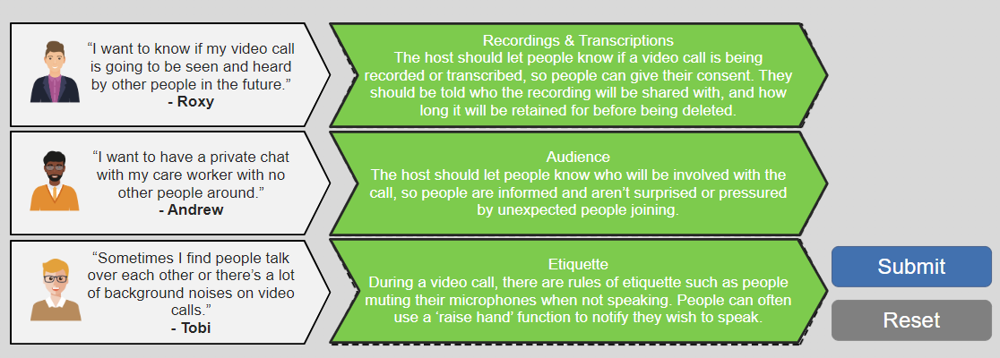 “I want to know if my video call
is going to be seen and heard
by other people in the future.”
- Roxy
Recordings & Transcriptions
The host should let people know if a video call is being
recorded or transcribed, so people can give their consent. They
should be told who the recording will be shared with, and how
long it will be retained for before being deleted.
“I want to have a private chat
with my care worker with no
other people around.”
- Andrew
Audience
The host should let people know who will be involved with the
call, so people are informed and aren’t surprised or pressured
by unexpected people joining.
“Sometimes I find people talk
over each other or there’s a lot
of background noises on video
calls.”
- Tobi
Etiquette
During a video call, there are rules of etiquette such as people
muting their microphones when not speaking. People can often
use a ‘raise hand’ function to notify they wish to speak.
Submit
Reset